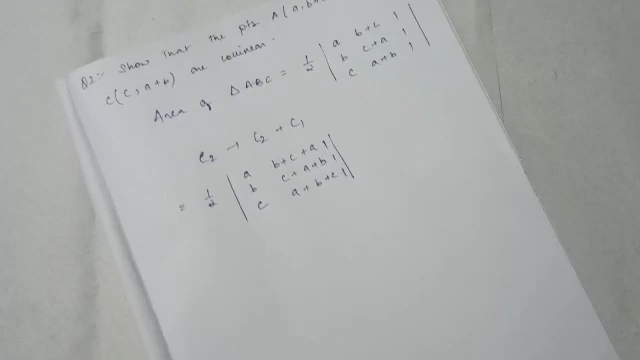 Q2:- Show that the pts A(a, b+c
C(C, a+b) are collinear.
Area of ΔABC = 1/2 | a b+c 1 |
| b c+a 1 |
| c a+b 1 |
C2 → C2 + C1
= 1/2 | a b+c+a 1 |
| b c+a+b 1 |
| c a+b+c 1 |